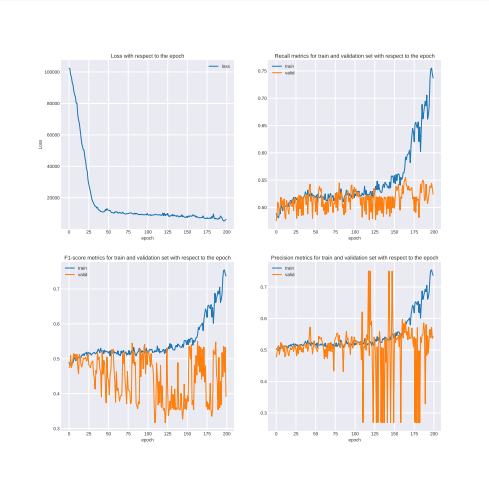 Loss with respect to the epoch
loss
100000
80000
60000
40000
20000
Loss
0 25 50 75 100 125 150 175 200
epoch
Recall metrics for train and validation set with respect to the epoch
train
valid
0.75
0.70
0.65
0.60
0.55
0.50
0 25 50 75 100 125 150 175 200
epoch
F1-score metrics for train and validation set with respect to the epoch
train
valid
0.7
0.6
0.5
0.4
0.3
0 25 50 75 100 125 150 175 200
epoch
Precision metrics for train and validation set with respect to the epoch
train
valid
0.7
0.6
0.5
0.4
0.3
0 25 50 75 100 125 150 175 200
epoch